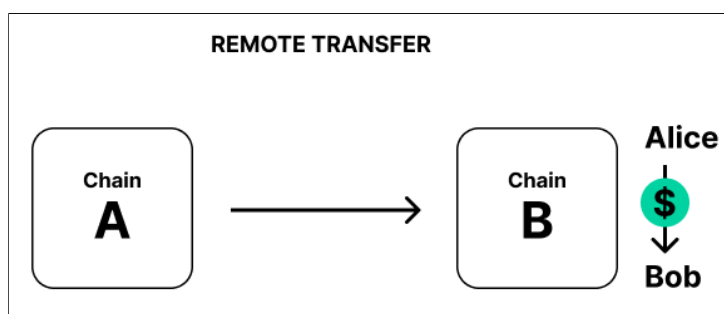 REMOTE TRANSFER
Chain
A
Chain
B
Alice
$
Bob